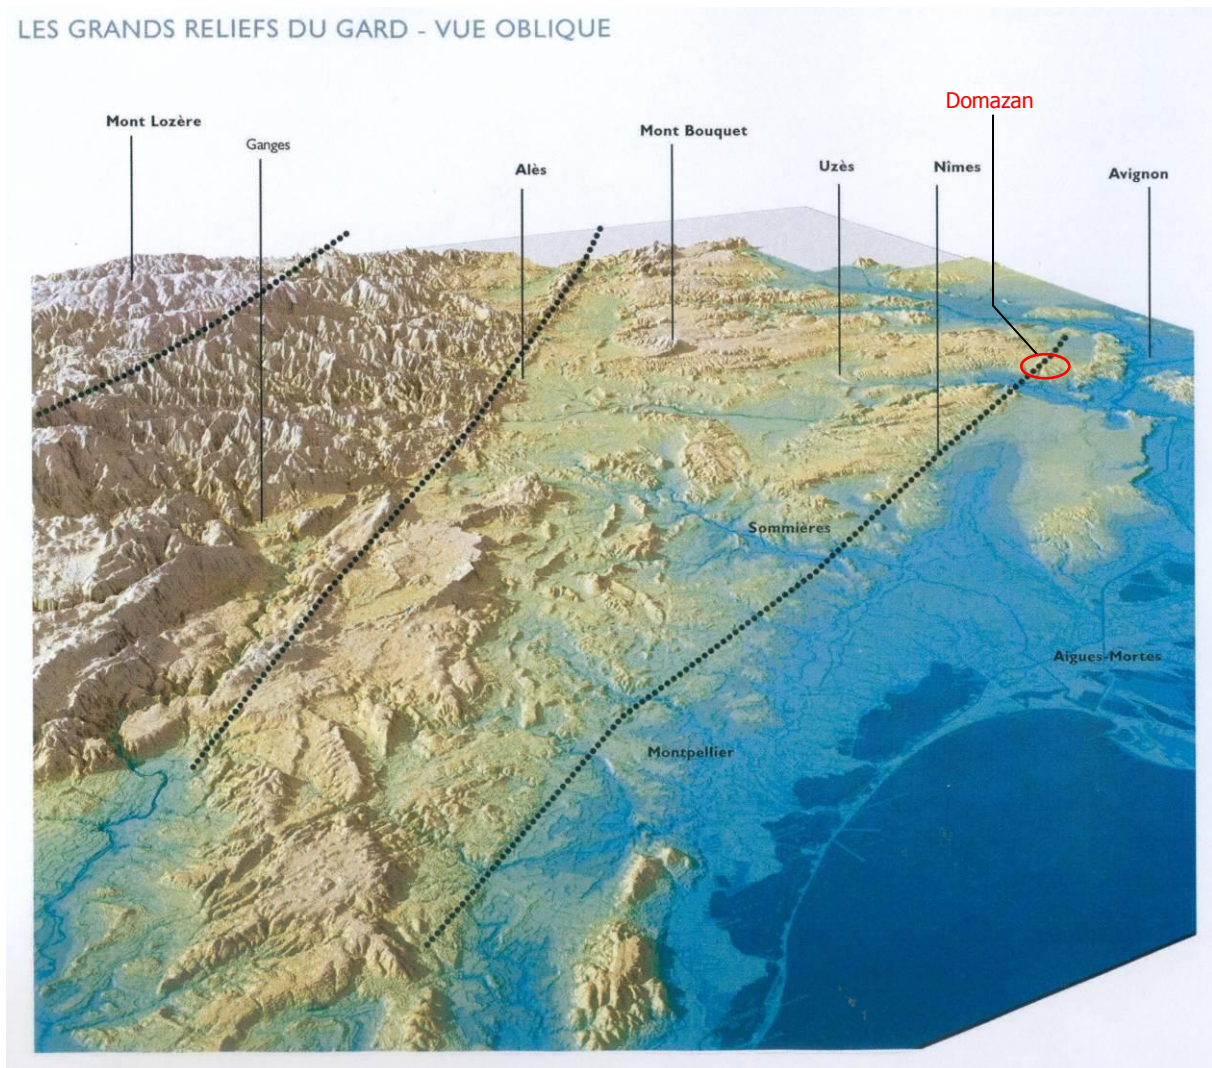 LES GRANDS RELIEFS DU GARD - VUE OBLIQUE
Domazan
Mont Lozère
Ganges
Mont Bouquet
Alès
Uzès
Nîmes
Avignon
Sommières
Aigues-Mortes
Montpellier